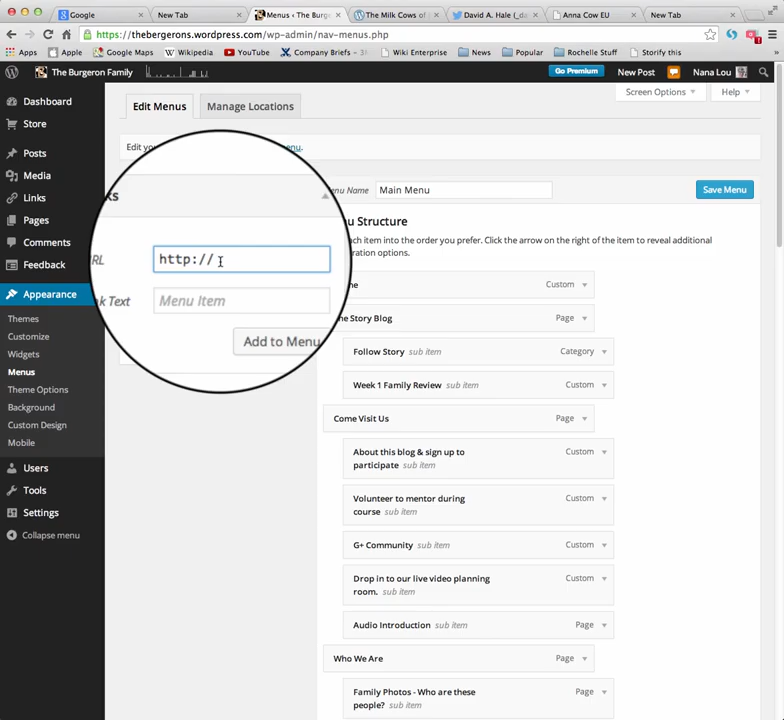 Google
New Tab
Menus ‹ The Burge
The Milk Cows of
David A. Hale (_da
Anna Cow EU
New Tab
https://thebergerons.wordpress.com/wp-admin/nav-menus.php
Apps
Apple
Google Maps
Wikipedia
YouTube
Company Briefs – 3
Wiki Enterprise
News
Popular
Rochelle Stuff
Storify this
The Burgeron Family
Go Premium
New Post
Nana Lou
Dashboard
Store
Posts
Media
Links
Pages
Comments
Feedback
Appearance
Themes
Customize
Widgets
Menus
Theme Options
Background
Custom Design
Mobile
Users
Tools
Settings
Collapse menu
Edit Menus
Manage Locations
Screen Options
Help
Edit yo
enu.
ks
RL
http://
k Text
Menu Item
Add to Menu
nu Name
Main Menu
Save Menu
u Structure
ach item into the order you prefer. Click the arrow on the right of the item to reveal additional
ration options.
me
Custom
he Story Blog
Page
Follow Story sub item
Category
Week 1 Family Review sub item
Custom
Come Visit Us
Page
About this blog & sign up to
participate sub item
Custom
Volunteer to mentor during
course sub item
Custom
G+ Community sub item
Custom
Drop in to our live video planning
room. sub item
Custom
Audio Introduction sub item
Page
Who We Are
Page
Family Photos - Who are these
people? sub item
Page